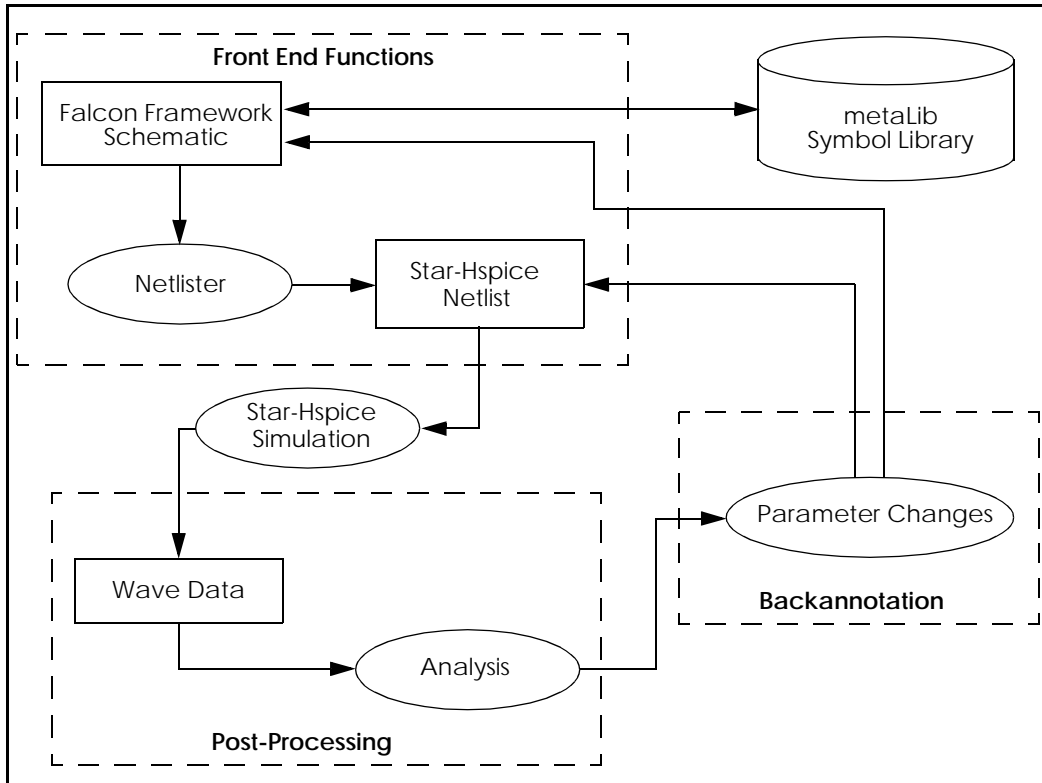 Front End Functions
Falcon Framework
Schematic
metaLib
Symbol Library
Netlister
Star-Hspice
Netlist
Star-Hspice
Simulation
Parameter Changes
Backannotation
Wave Data
Analysis
Post-Processing